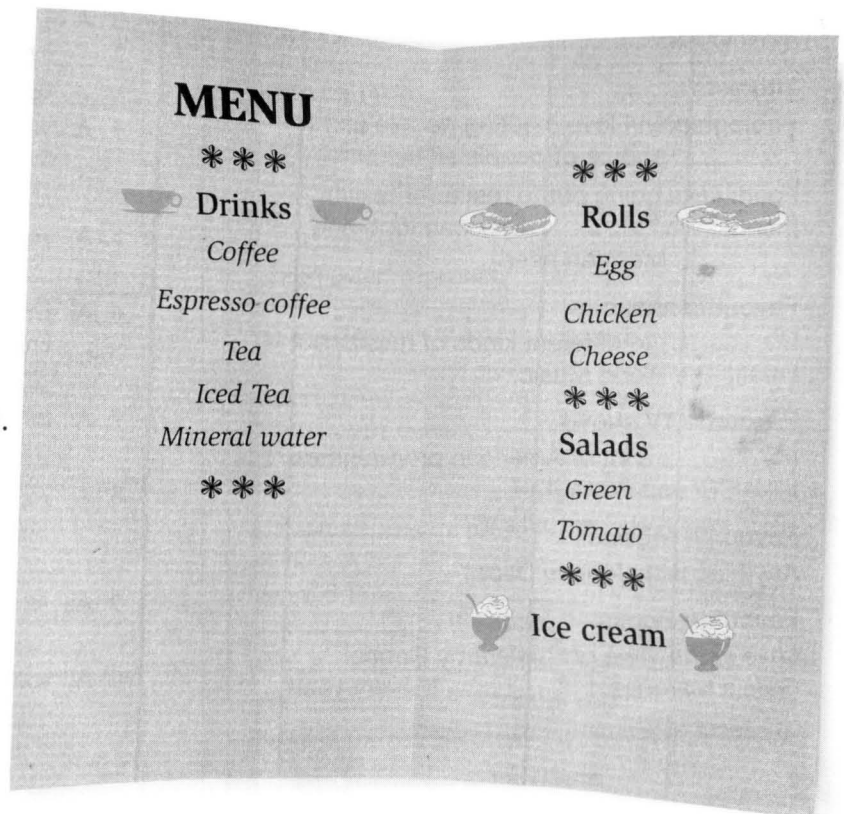 MENU
***
Drinks
Coffee
Espresso coffee
Tea
Iced Tea
Mineral water
***
***
Rolls
Egg
Chicken
Cheese
***
Salads
Green
Tomato
***
Ice cream